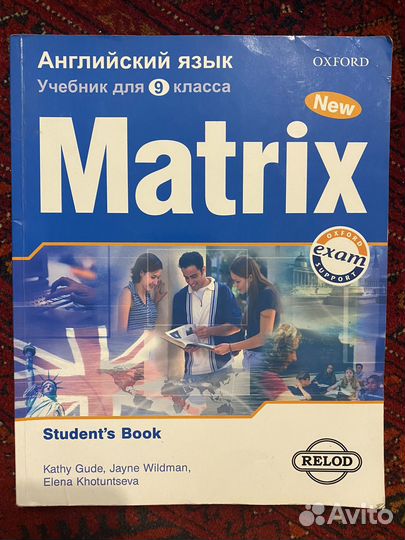 Английский язык
OXFORD
Учебник для 9 класса
New
Matrix
OXFORD
exam
SUPPORT
Student's Book
Kathy Gude, Jayne Wildman,
Elena Khotuntseva
RELOD
Avito